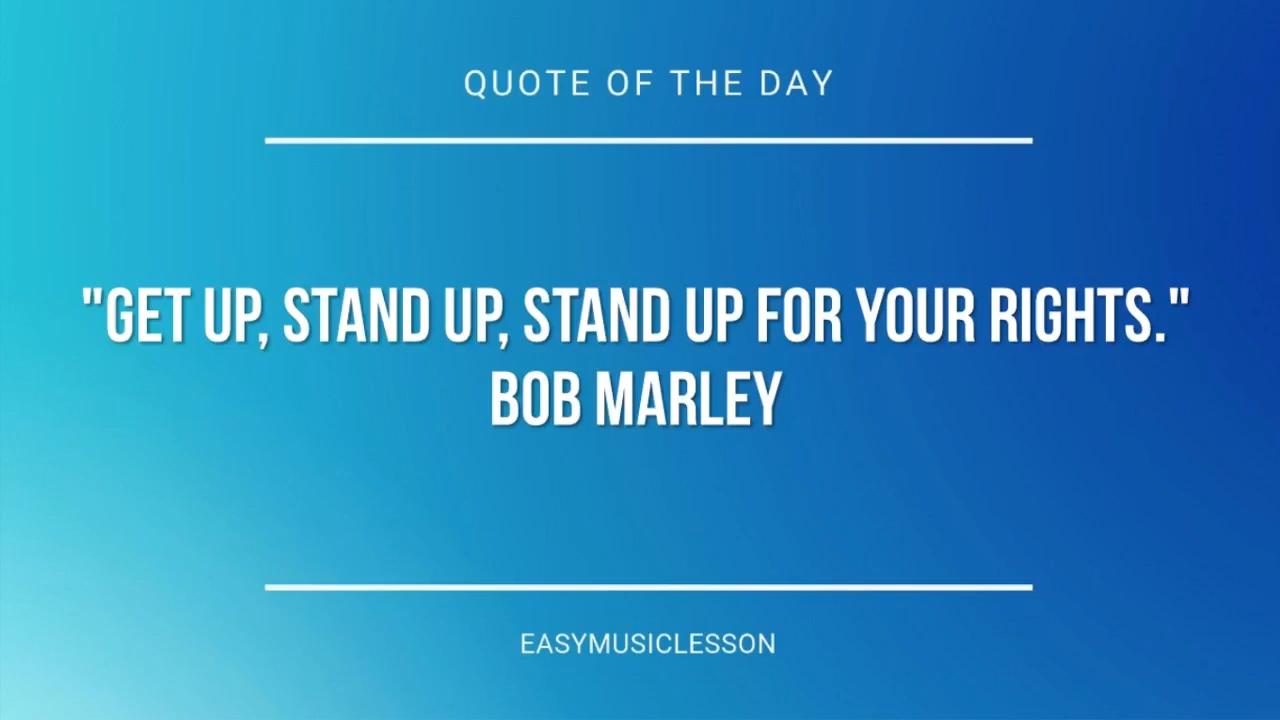 QUOTE OF THE DAY
"GET UP, STAND UP, STAND UP FOR YOUR RIGHTS."
BOB MARLEY
EASYMUSICLESSON